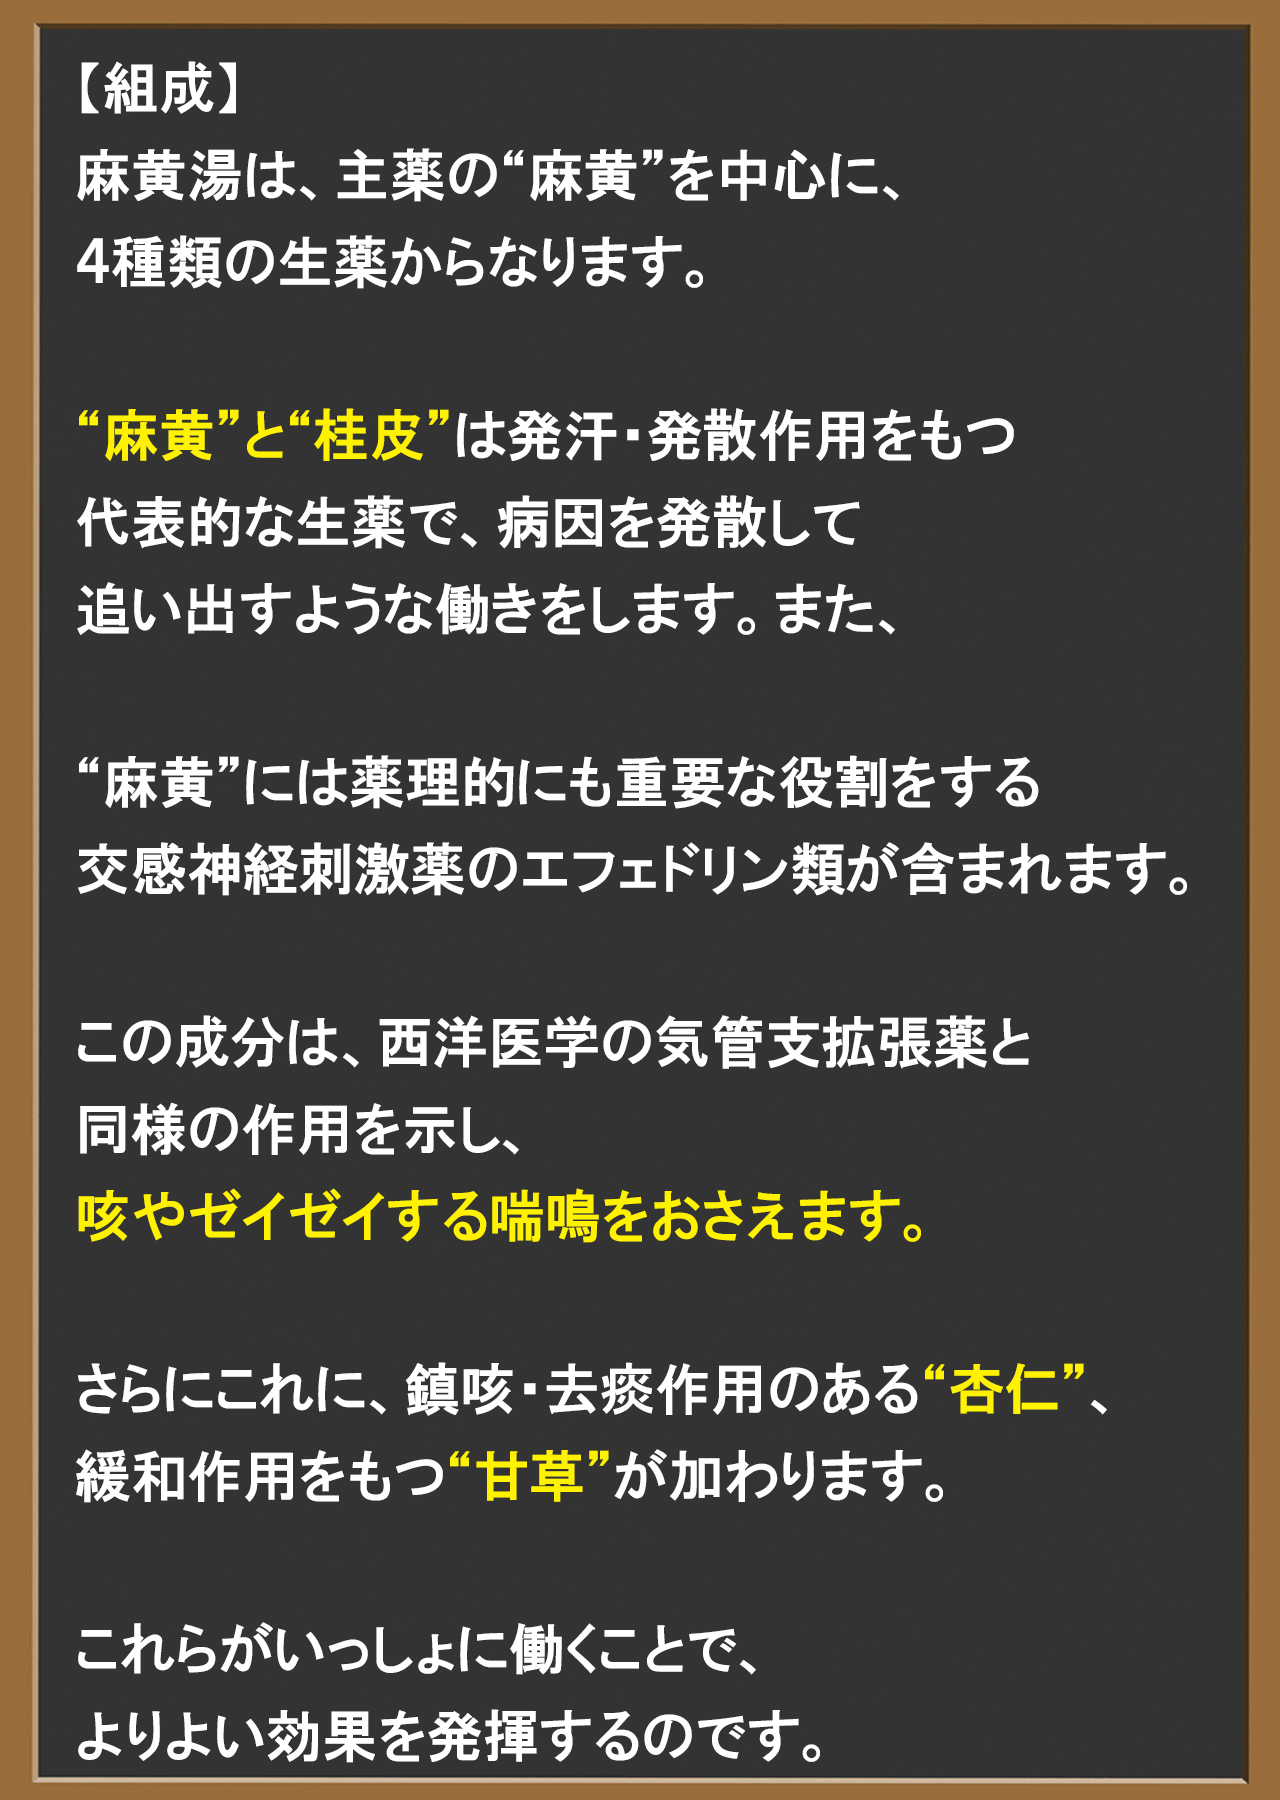 【組成】
麻黄湯は、主薬の“麻黄”を中心に、
4種類の生薬からなります。
“麻黄”と“桂皮”は発汗・発散作用をもつ
代表的な生薬で、病因を発散して
追い出すような働きをします。また、
“麻黄”には薬理的にも重要な役割をする
交感神経刺激薬のエフェドリン類が含まれます。
この成分は、西洋医学の気管支拡張薬と
同様の作用を示し、
咳やゼイゼイする喘鳴をおさえます。
さらにこれに、鎮咳・去痰作用のある“杏仁”、
緩和作用をもつ“甘草”が加わります。
これらがいっしょに働くことで、
よりよい効果を発揮するのです。